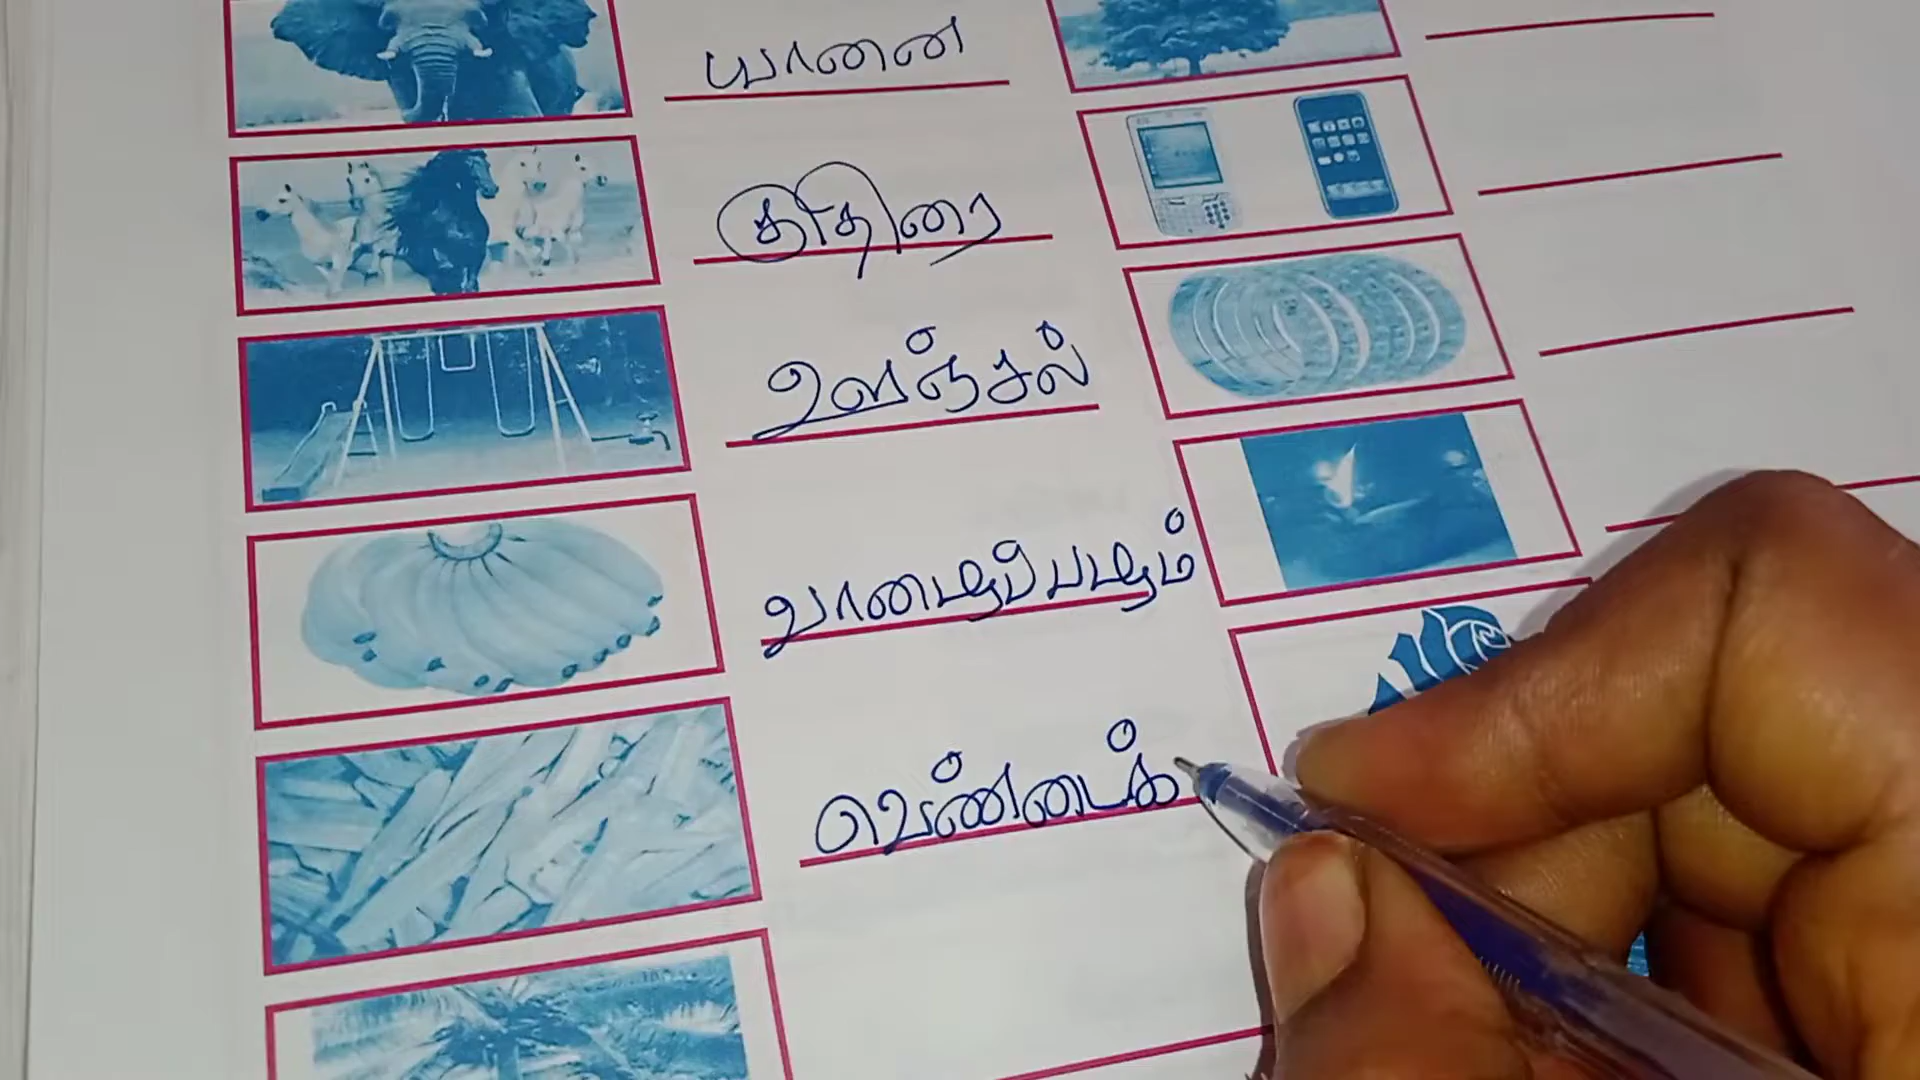 யானை
குதிரை
ஊஞ்சல்
வாழைப்பழம்
வெண்டைக்